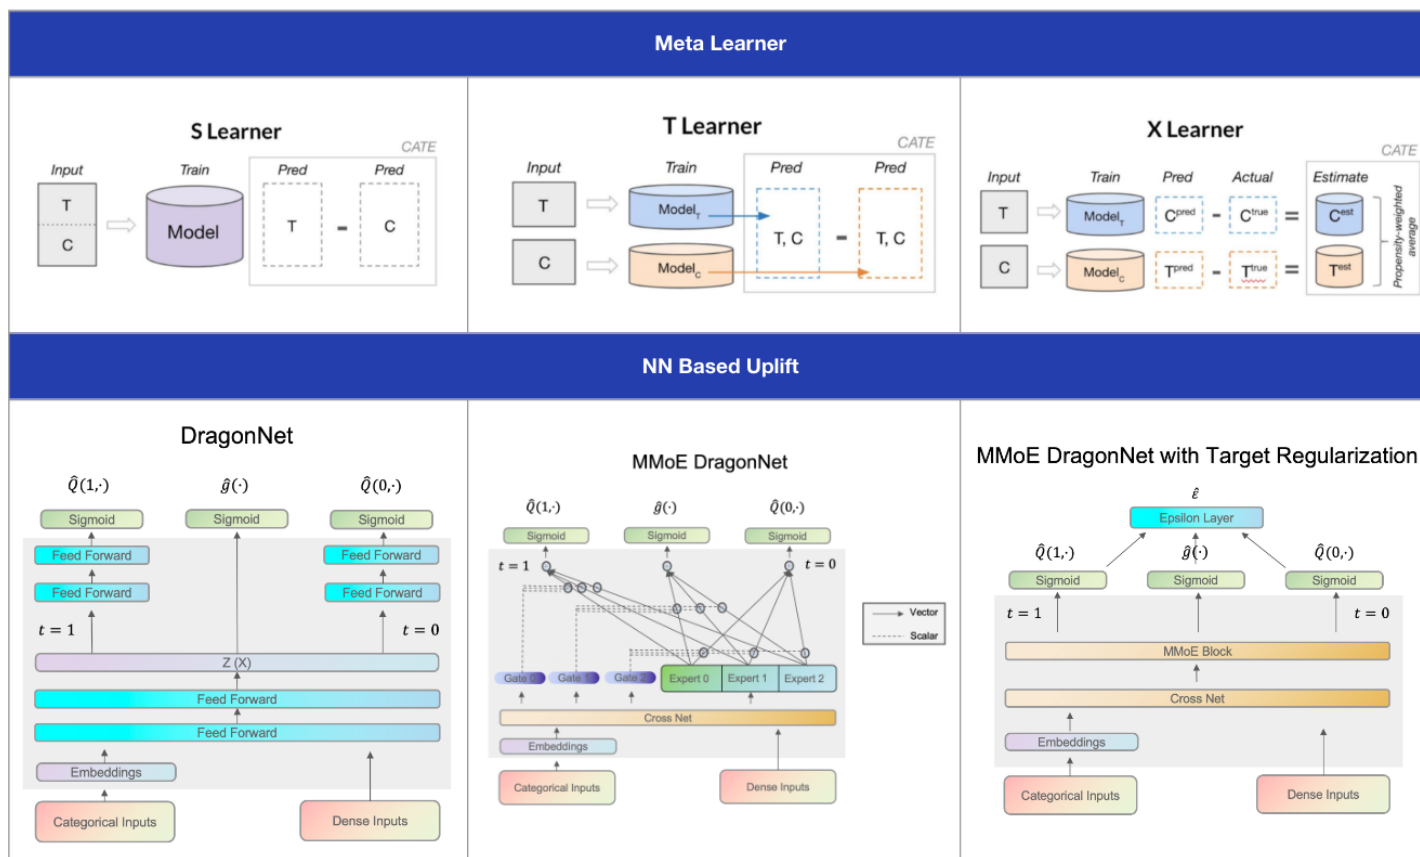 Meta Learner
S Learner
CATE
Input
Train
Pred
Pred
T
C
Model
T
-
C
T Learner
CATE
Input
Train
Pred
Pred
T
Model_T
C
Model_C
T, C
-
T, C
X Learner
CATE
Input
Train
Pred
Actual
Estimate
T
Model_T
C^pred
-
C^true
=
C^est
C
Model_C
T^pred
-
T^true
=
T^est
Propensity-weighted
average
NN Based Uplift
DragonNet
Q̂(1,·)
ĝ(·)
Q̂(0,·)
Sigmoid
Sigmoid
Sigmoid
Feed Forward
Feed Forward
Feed Forward
Feed Forward
t = 1
t = 0
Z (X)
Feed Forward
Feed Forward
Embeddings
Categorical Inputs
Dense Inputs
MMoE DragonNet
Q̂(1,·)
ĝ(·)
Q̂(0,·)
Sigmoid
Sigmoid
Sigmoid
t = 1
t = 0
Vector
Scalar
Gate 0
Gate 1
Gate 2
Expert 0
Expert 1
Expert 2
Cross Net
Embeddings
Categorical Inputs
Dense Inputs
MMoE DragonNet with Target Regularization
ε̂
Epsilon Layer
Q̂(1,·)
ĝ(·)
Q̂(0,·)
Sigmoid
Sigmoid
Sigmoid
t = 1
t = 0
MMoE Block
Cross Net
Embeddings
Categorical Inputs
Dense Inputs